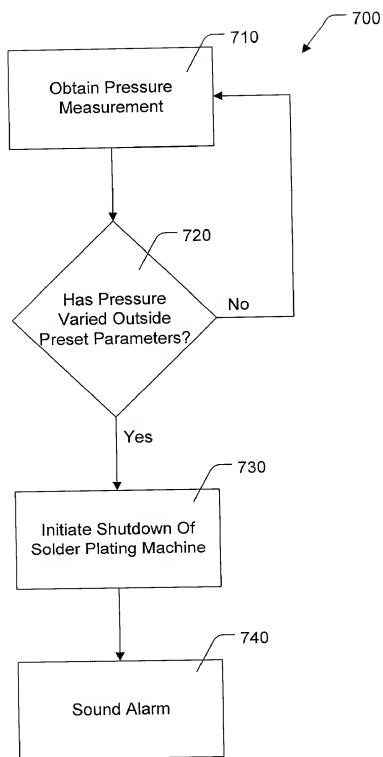 700
710
Obtain Pressure
Measurement
720
Has Pressure
Varied Outside
Preset Parameters?
No
Yes
730
Initiate Shutdown Of
Solder Plating Machine
740
Sound Alarm